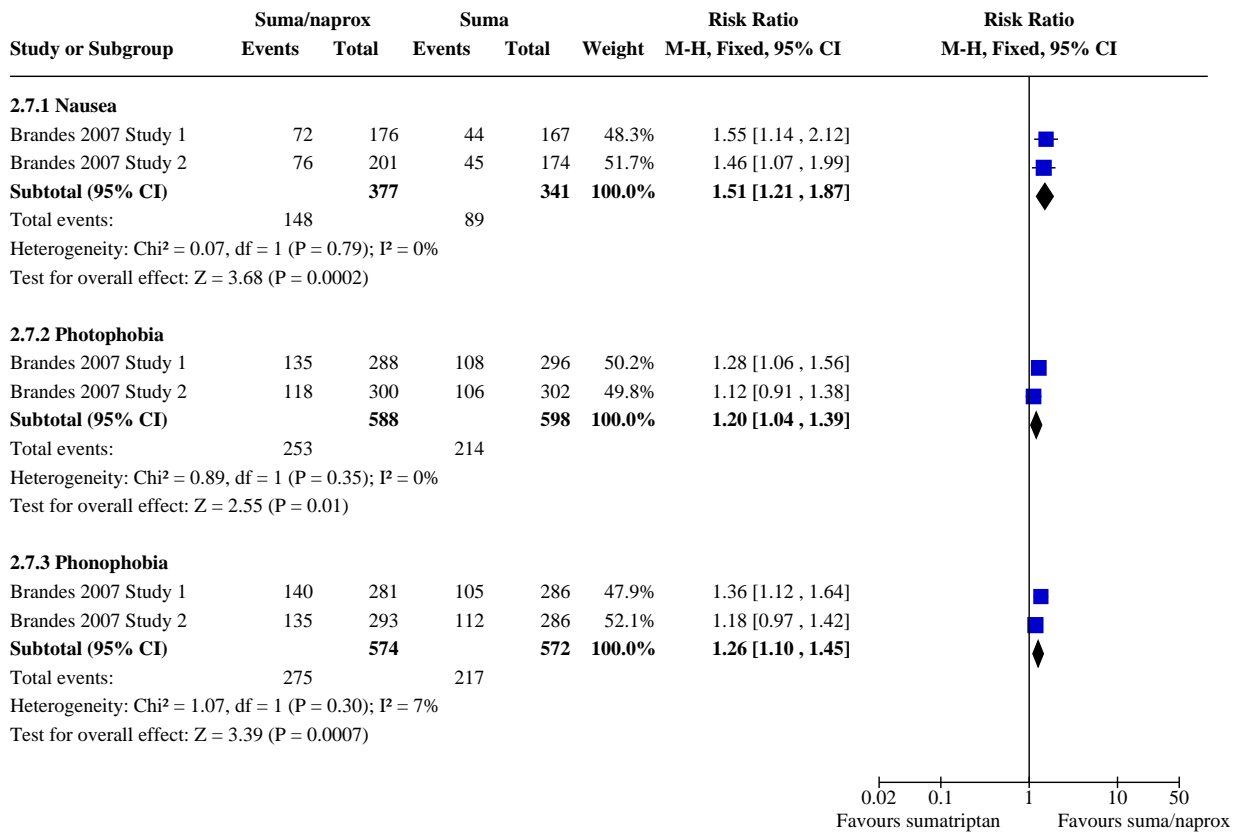 Suma/naprox Suma Risk Ratio Risk Ratio
Study or Subgroup Events Total Events Total Weight M-H, Fixed, 95% CI M-H, Fixed, 95% CI
2.7.1 Nausea
Brandes 2007 Study 1 72 176 44 167 48.3% 1.55 [1.14 , 2.12]
Brandes 2007 Study 2 76 201 45 174 51.7% 1.46 [1.07 , 1.99]
Subtotal (95% CI) 377 341 100.0% 1.51 [1.21 , 1.87]
Total events: 148 89
Heterogeneity: Chi² = 0.07, df = 1 (P = 0.79); I² = 0%
Test for overall effect: Z = 3.68 (P = 0.0002)
2.7.2 Photophobia
Brandes 2007 Study 1 135 288 108 296 50.2% 1.28 [1.06 , 1.56]
Brandes 2007 Study 2 118 300 106 302 49.8% 1.12 [0.91 , 1.38]
Subtotal (95% CI) 588 598 100.0% 1.20 [1.04 , 1.39]
Total events: 253 214
Heterogeneity: Chi² = 0.89, df = 1 (P = 0.35); I² = 0%
Test for overall effect: Z = 2.55 (P = 0.01)
2.7.3 Phonophobia
Brandes 2007 Study 1 140 281 105 286 47.9% 1.36 [1.12 , 1.64]
Brandes 2007 Study 2 135 293 112 286 52.1% 1.18 [0.97 , 1.42]
Subtotal (95% CI) 574 572 100.0% 1.26 [1.10 , 1.45]
Total events: 275 217
Heterogeneity: Chi² = 1.07, df = 1 (P = 0.30); I² = 7%
Test for overall effect: Z = 3.39 (P = 0.0007)
0.02 0.1 1 10 50
Favours sumatriptan Favours suma/naprox